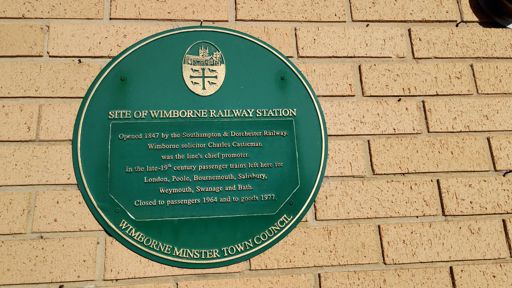 SITE OF WIMBORNE RAILWAY STATION
Opened 1847 by the Southampton & Dorchester Railway.
Wimborne solicitor Charles Castleman
was the line's chief promoter.
In the late-19th century passenger trains left here for
London, Poole, Bournemouth, Salisbury,
Weymouth, Swanage and Bath.
Closed to passengers 1964 and to goods 1977.
WIMBORNE MINSTER TOWN COUNCIL